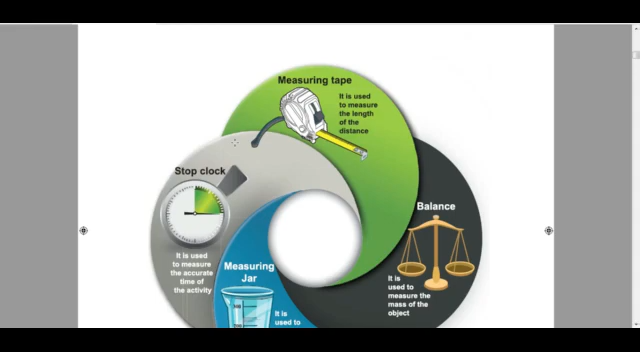 Measuring tape
It is used
to measure
the length
of the
distance
Stop clock
It is used
to measure
the accurate
time of
the activity
Balance
It is
used to
measure the
mass of the
object
Measuring
Jar
It is
used to